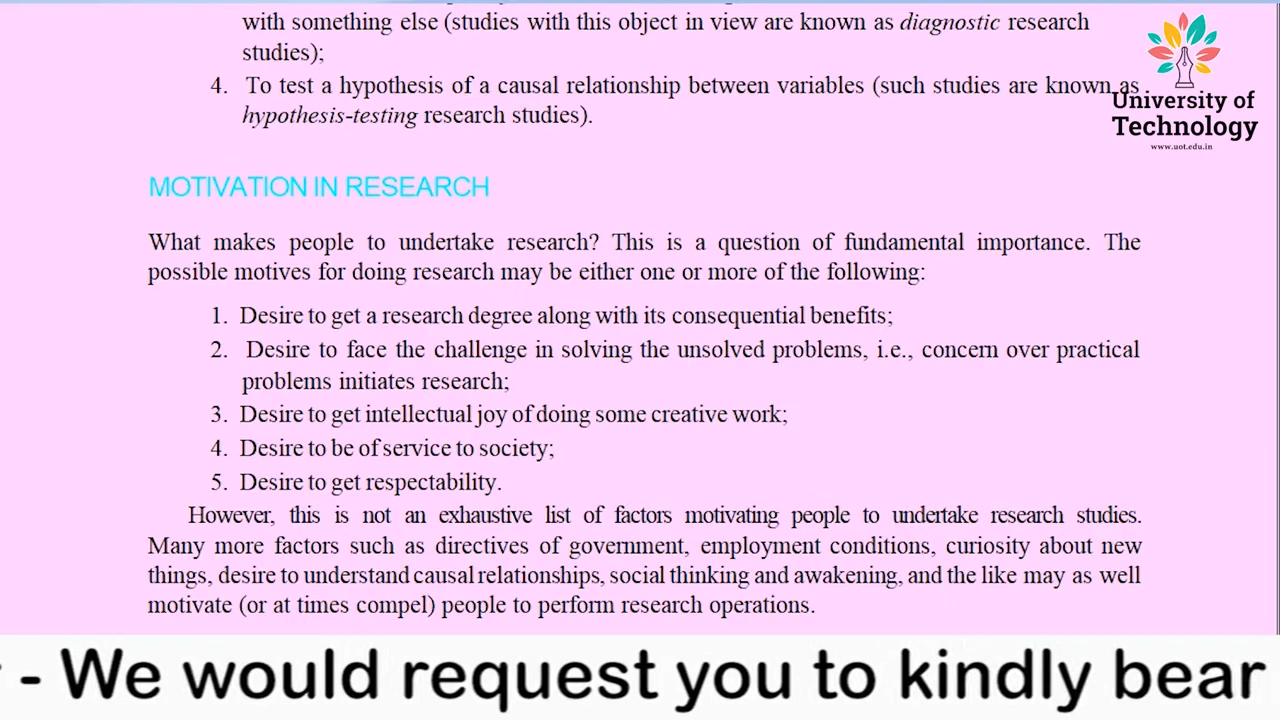 with something else (studies with this object in view are known as diagnostic research
studies);
4. To test a hypothesis of a causal relationship between variables (such studies are known as
hypothesis-testing research studies).
University of
Technology
www.uot.edu.in
MOTIVATION IN RESEARCH
What makes people to undertake research? This is a question of fundamental importance. The
possible motives for doing research may be either one or more of the following:
1. Desire to get a research degree along with its consequential benefits;
2. Desire to face the challenge in solving the unsolved problems, i.e., concern over practical
problems initiates research;
3. Desire to get intellectual joy of doing some creative work;
4. Desire to be of service to society;
5. Desire to get respectability.
However, this is not an exhaustive list of factors motivating people to undertake research studies.
Many more factors such as directives of government, employment conditions, curiosity about new
things, desire to understand causal relationships, social thinking and awakening, and the like may as well
motivate (or at times compel) people to perform research operations.
- We would request you to kindly bear